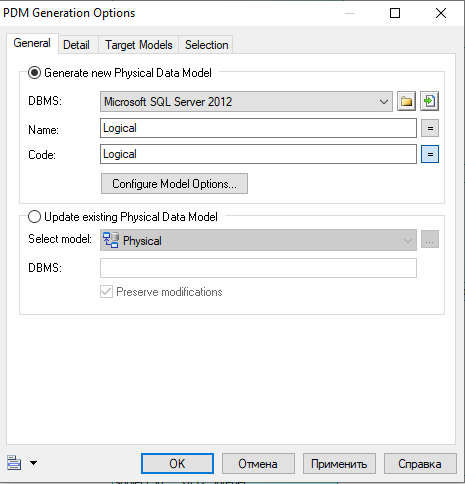 PDM Generation Options
General Detail Target Models Selection
Generate new Physical Data Model
DBMS: Microsoft SQL Server 2012
Name: Logical =
Code: Logical =
Configure Model Options...
Update existing Physical Data Model
Select model: Physical ...
DBMS:
Preserve modifications
OK Отмена Применить Справка